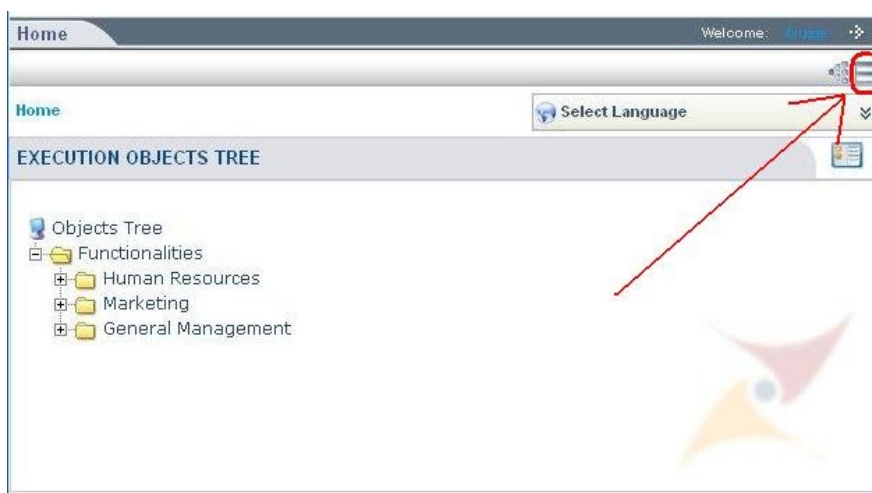 Home
Welcome:
Home
Select Language
EXECUTION OBJECTS TREE
Objects Tree
Functionalities
Human Resources
Marketing
General Management